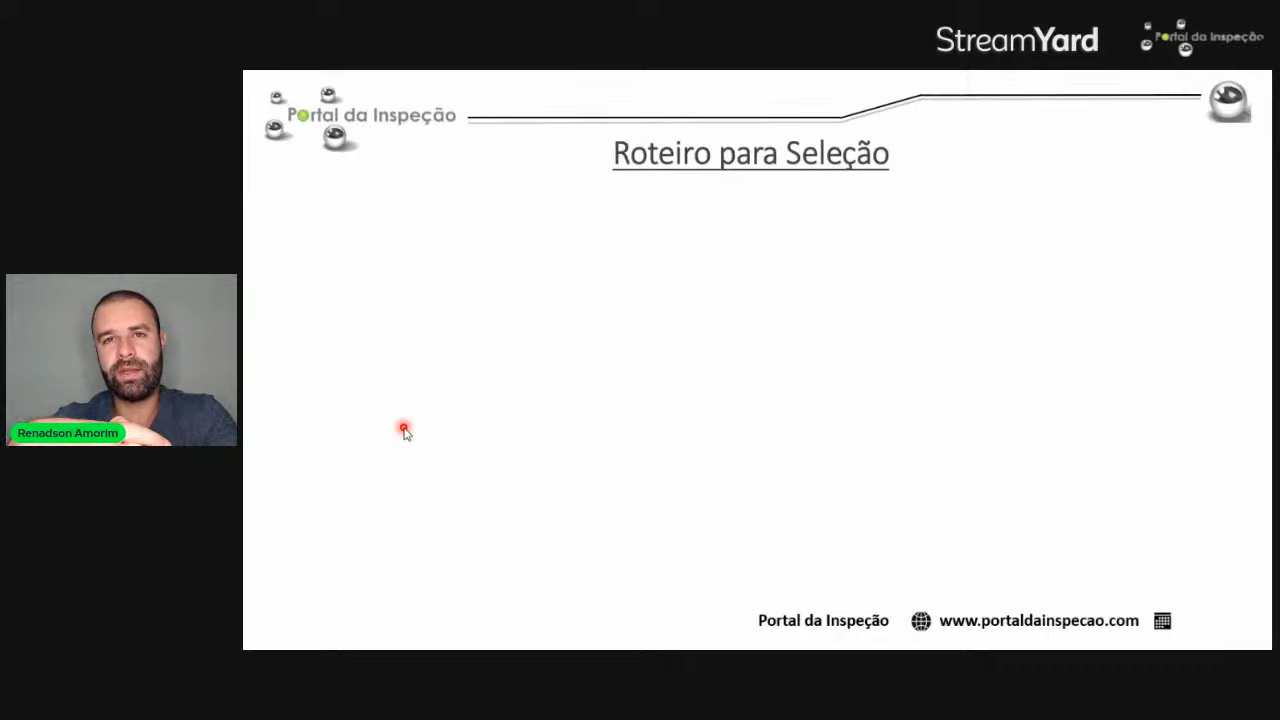 StreamYard
Portal da Inspeção
Portal da Inspeção
Roteiro para Seleção
Renadson Amorim
Portal da Inspeção
www.portaldainspecao.com